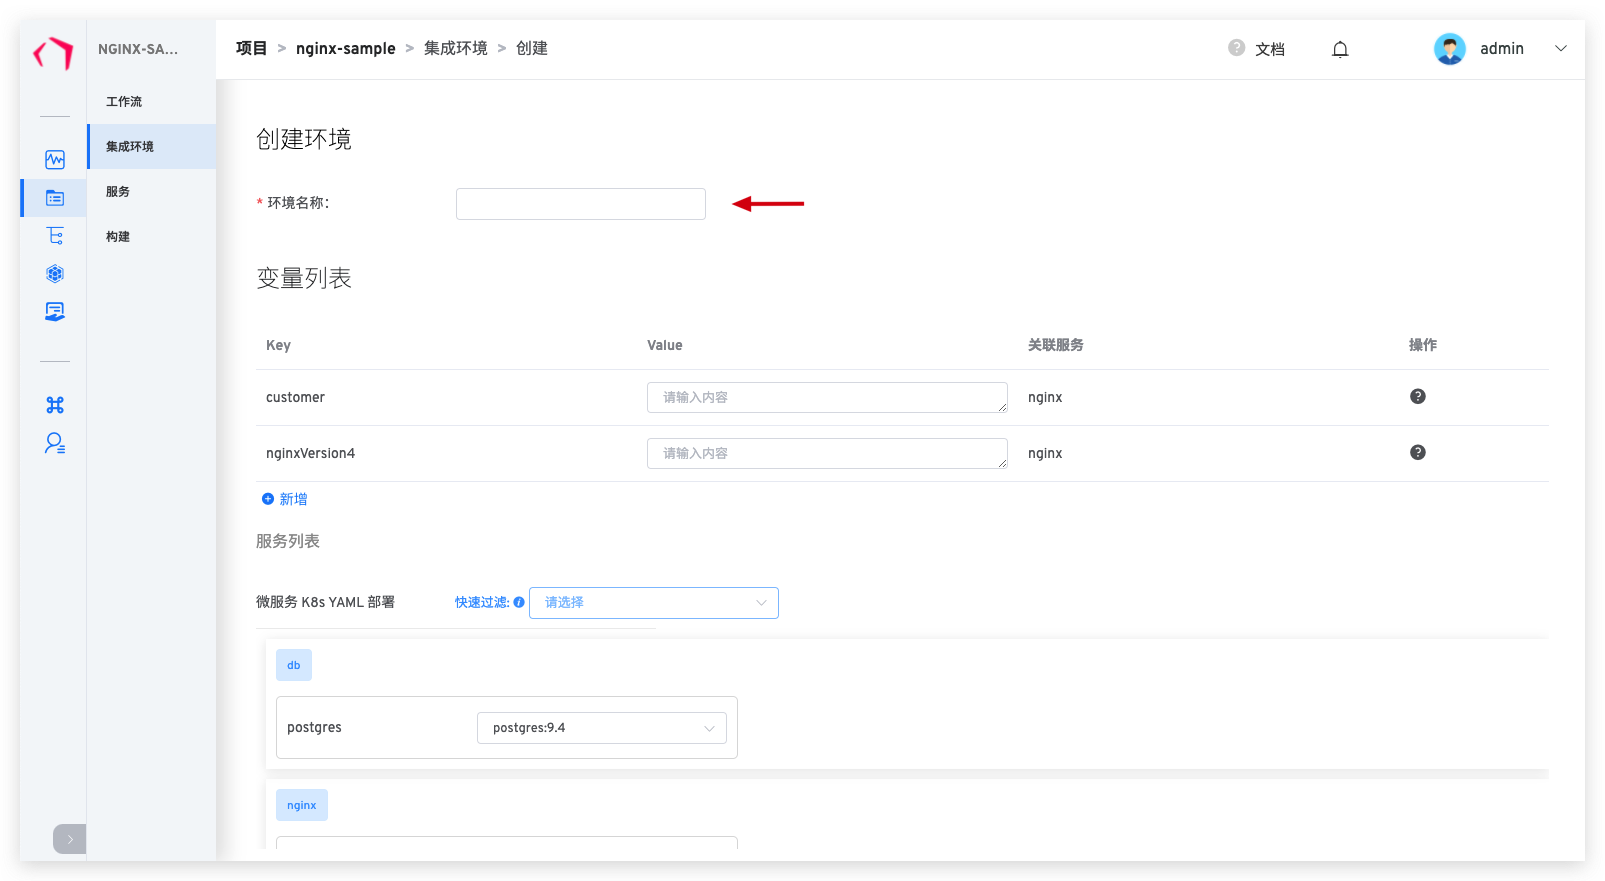 NGINX-SA...
工作流
集成环境
服务
构建
项目 > nginx-sample > 集成环境 > 创建
? 文档
admin
创建环境
* 环境名称:
变量列表
Key Value 关联服务 操作
customer 请输入内容 nginx ?
nginxVersion4 请输入内容 nginx ?
新增
服务列表
微服务 K8s YAML 部署 快速过滤: i 请选择
db
postgres postgres:9.4
nginx